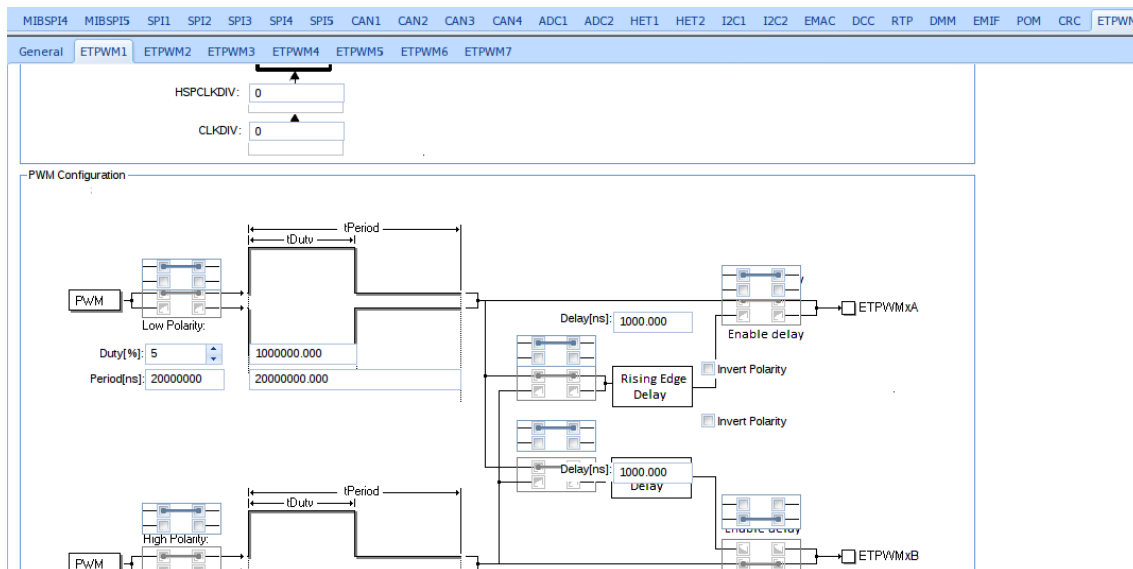 MIBSPI4 MIBSPI5 SPI1 SPI2 SPI3 SPI4 SPI5 CAN1 CAN2 CAN3 CAN4 ADC1 ADC2 HET1 HET2 I2C1 I2C2 EMAC DCC RTP DMM EMIF POM CRC ETPWM
General ETPWM1 ETPWM2 ETPWM3 ETPWM4 ETPWM5 ETPWM6 ETPWM7
HSPCLKDIV: 0
CLKDIV: 0
PWM Configuration
tPeriod
tDuty
PWM
ETPWMxA
Low Polarity:
Delay[ns]: 1000.000
Enable delay
Duty[%]: 5 1000000.000
Period[ns]: 20000000 20000000.000
Rising Edge
Delay
Invert Polarity
Invert Polarity
Delay[ns]: 1000.000
Delay
tPeriod
tDuty
Enable delay
High Polarity:
PWM
ETPWMxB